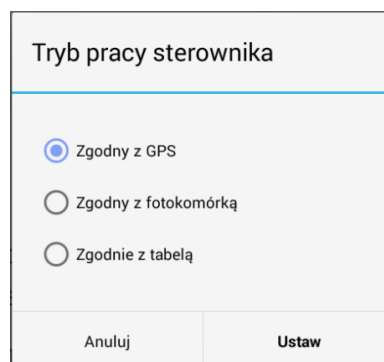 Tryb pracy sterownika
Zgodny z GPS
Zgodny z fotokomórką
Zgodnie z tabelą
Anuluj Ustaw